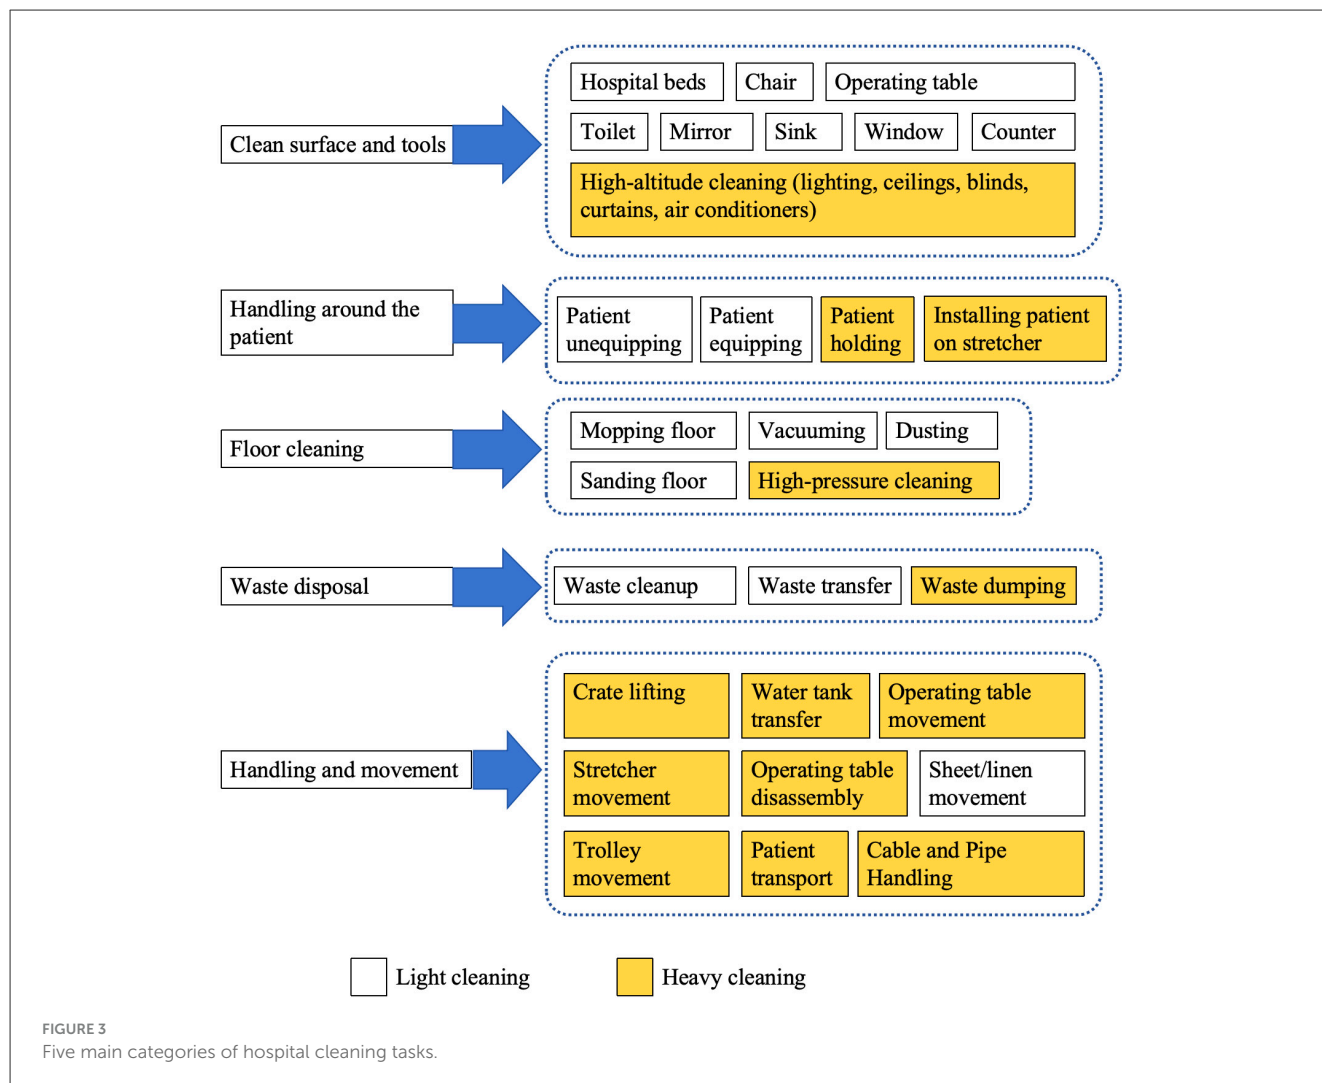 Hospital beds
Chair
Operating table
Toilet
Mirror
Sink
Window
Counter
Clean surface and tools
High-altitude cleaning (lighting, ceilings, blinds,
curtains, air conditioners)
Handling around the
patient
Patient
unequipping
Patient
equipping
Patient
holding
Installing patient
on stretcher
Floor cleaning
Mopping floor
Vacuuming
Dusting
Sanding floor
High-pressure cleaning
Waste disposal
Waste cleanup
Waste transfer
Waste dumping
Handling and movement
Crate lifting
Water tank
transfer
Operating table
movement
Stretcher
movement
Operating table
disassembly
Sheet/linen
movement
Trolley
movement
Patient
transport
Cable and Pipe
Handling
Light cleaning
Heavy cleaning
FIGURE 3
Five main categories of hospital cleaning tasks.